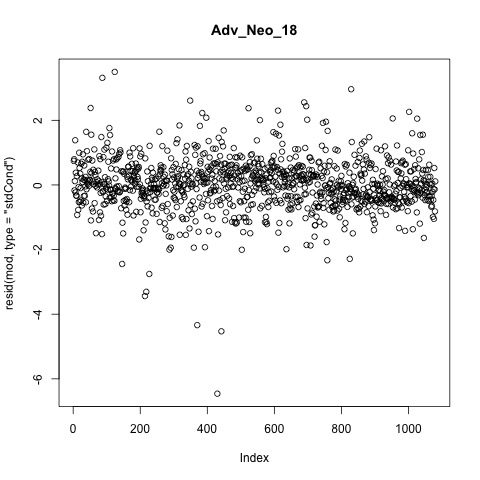 Adv_Neo_18
resid(mod, type = "stdCond")
2
0
-2
-4
-6
0 200 400 600 800 1000
Index